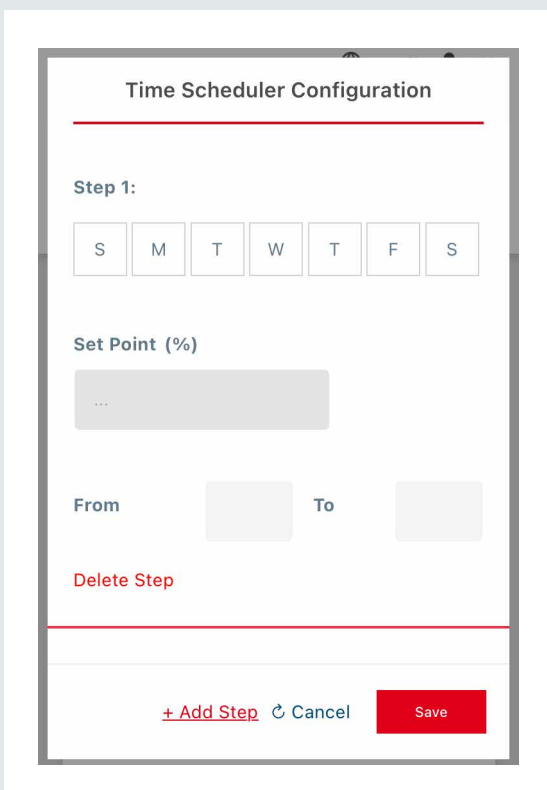 Time Scheduler Configuration
Step 1:
S M T W T F S
Set Point (%)
...
From To
Delete Step
+ Add Step Cancel Save